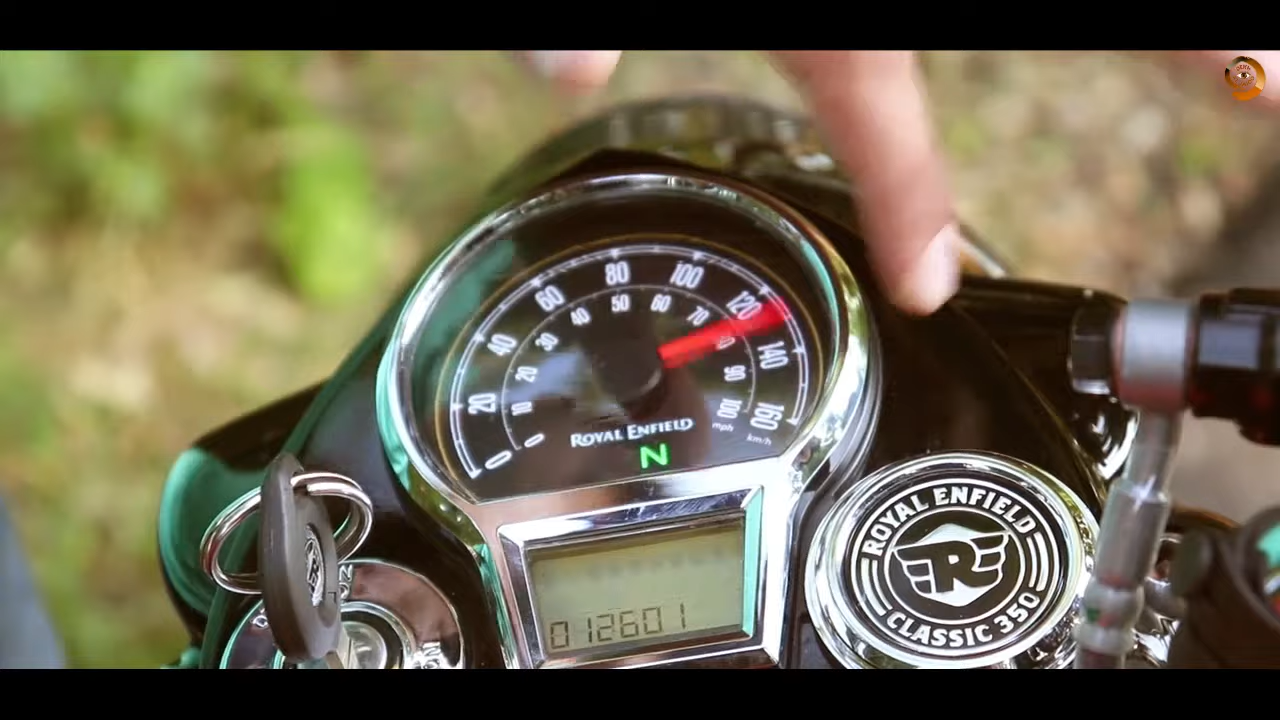 0 20 40 60 80 100 120 140 160
0 10 20 30 40 50 60 70 90 100
mph km/h
ROYAL ENFIELD
N
012601
ROYAL ENFIELD
R
CLASSIC 350